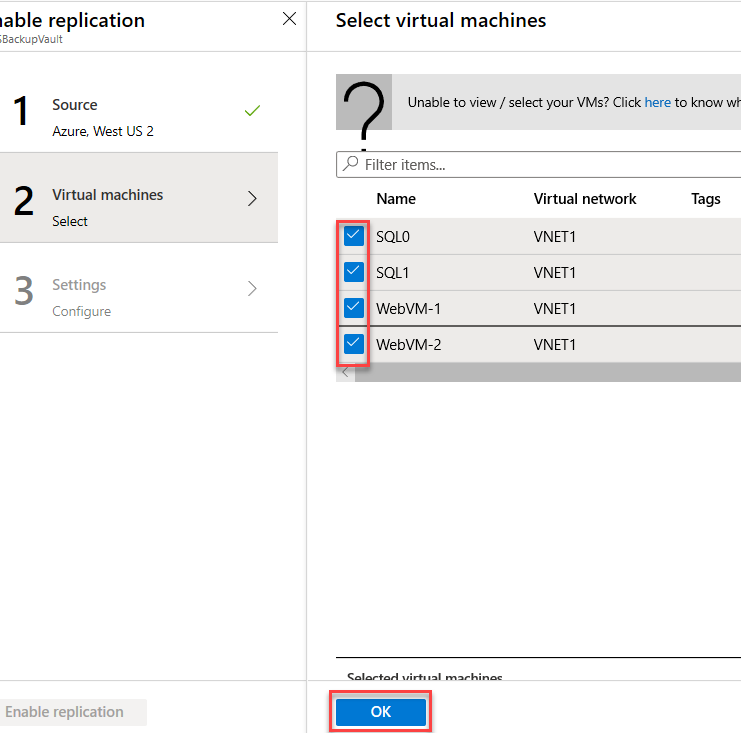 nable replication
SBackupVault
1
Source
Azure, West US 2
2
Virtual machines
Select
3
Settings
Configure
Enable replication
Select virtual machines
?
Unable to view / select your VMs? Click here to know wh
Filter items...
Name Virtual network Tags
SQL0 VNET1
SQL1 VNET1
WebVM-1 VNET1
WebVM-2 VNET1
Selected virtual machines
OK